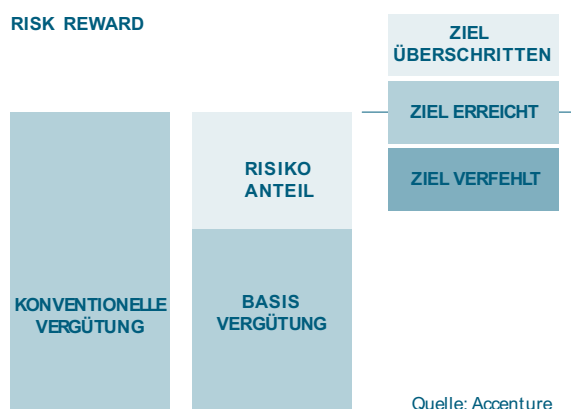 RISK REWARD
ZIEL
ÜBERSCHRITTEN
ZIEL ERREICHT
ZIEL VERFEHLT
RISIKO
ANTEIL
KONVENTIONELLE
VERGÜTUNG
BASIS
VERGÜTUNG
Quelle: Accenture